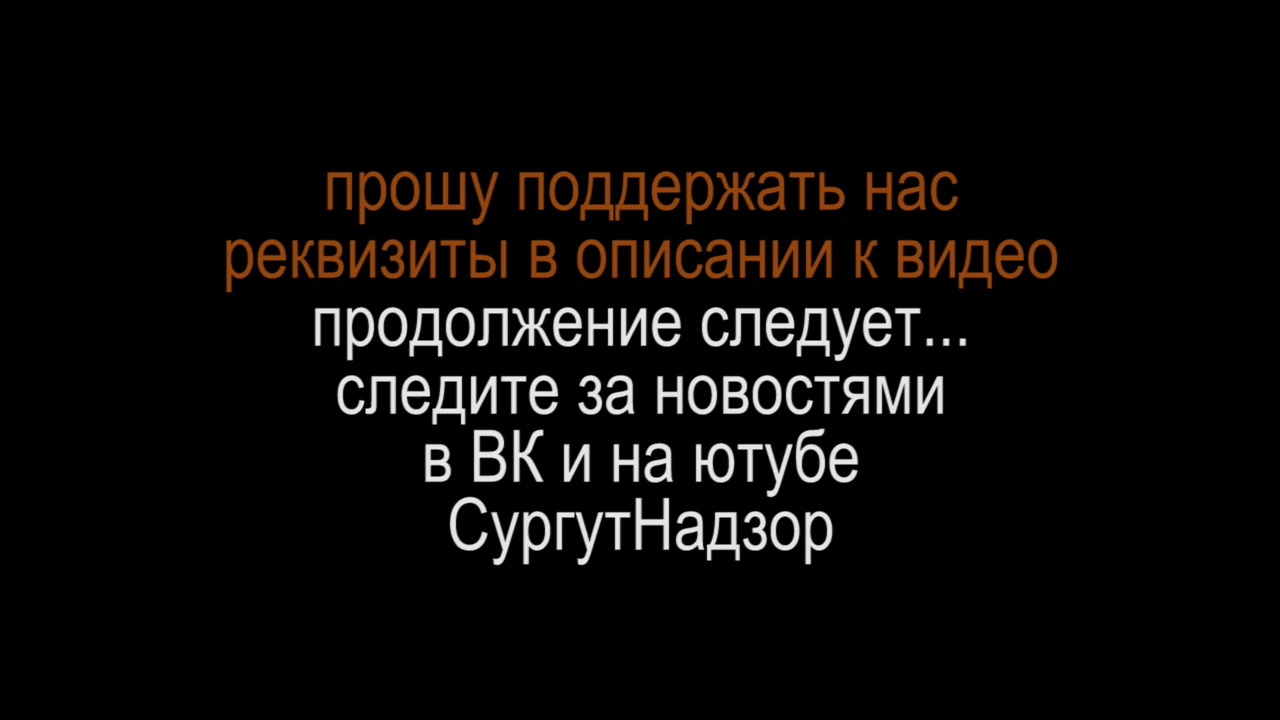 прошу поддержать нас
реквизиты в описании к видео
продолжение следует...
следите за новостями
в ВК и на ютубе
СургутНадзор